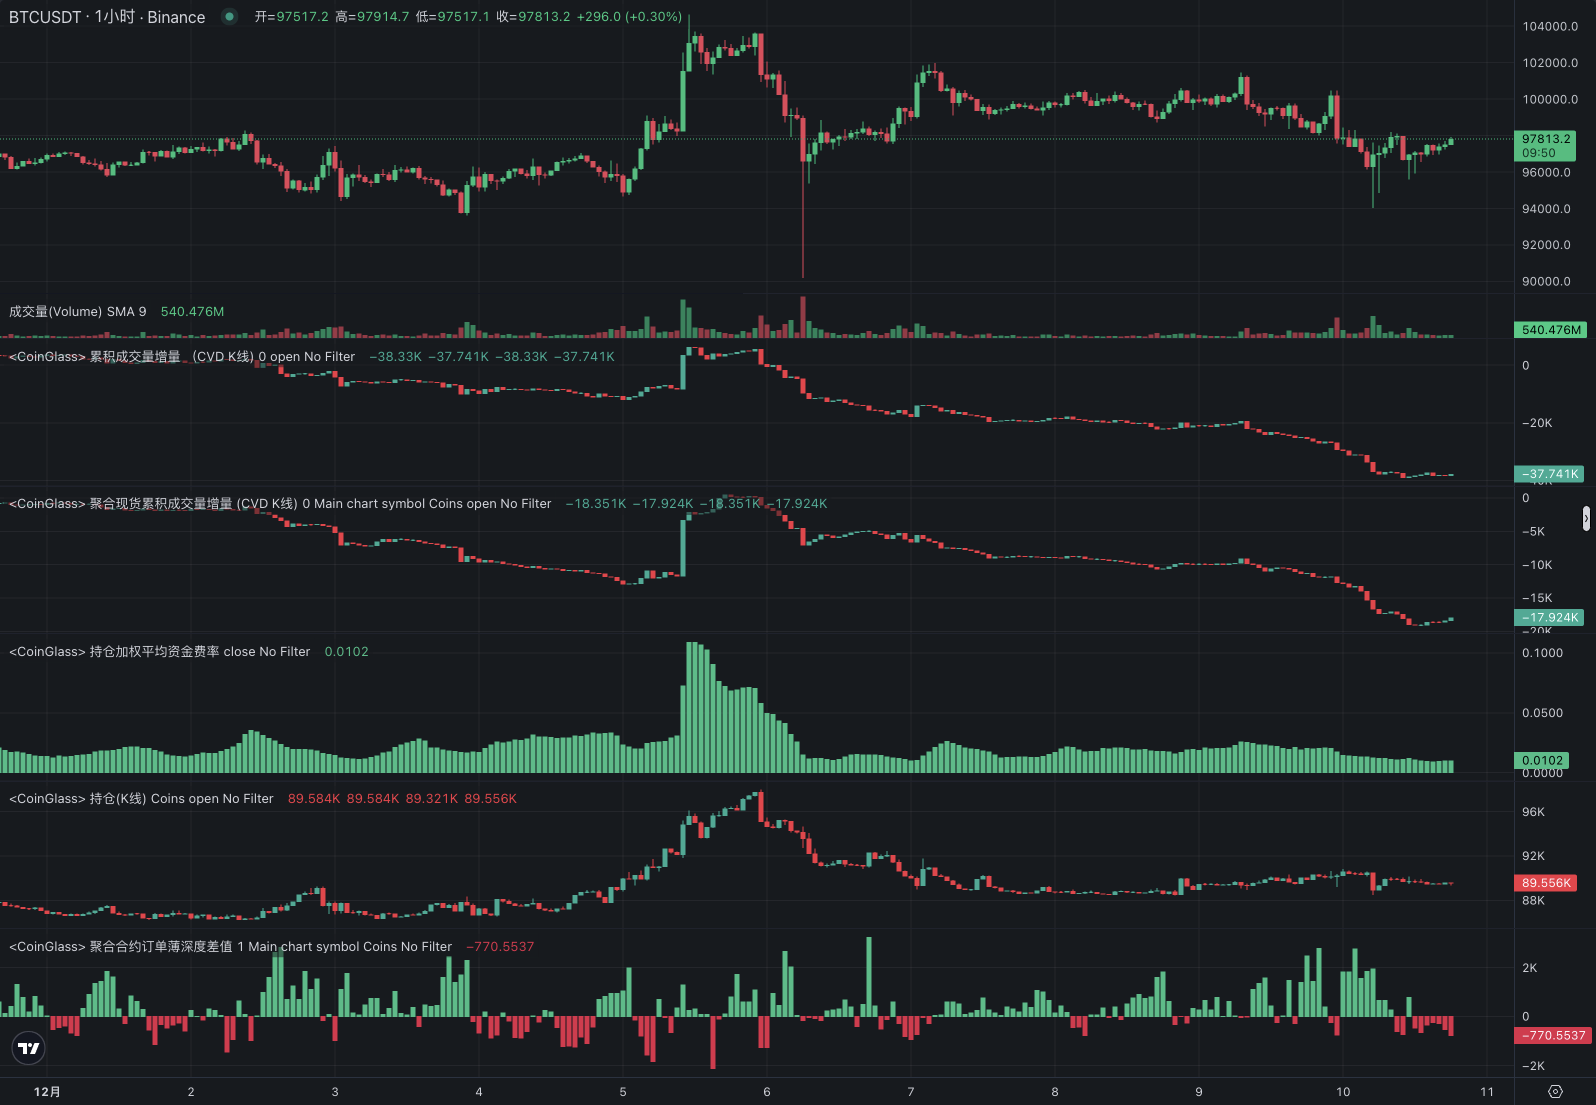 BTCUSDT · 1小时 · Binance 开=97517.2 高=97914.7 低=97517.1 收=97813.2 +296.0 (+0.30%)
104000.0
102000.0
100000.0
97813.2
09:50
96000.0
94000.0
92000.0
90000.0
成交量(Volume) SMA 9 540.476M
540.476M
<CoinGlass> 累积成交量增量 (CVD K线) 0 open No Filter −38.33K −37.741K −38.33K −37.741K
0
−20K
−37.741K
<CoinGlass> 聚合现货累积成交量增量 (CVD K线) 0 Main chart symbol Coins open No Filter −18.351K −17.924K −18.351K −17.924K
0
−5K
−10K
−15K
−17.924K
−20K
<CoinGlass> 持仓加权平均资金费率 close No Filter 0.0102
0.1000
0.0500
0.0102
0.0000
<CoinGlass> 持仓(K线) Coins open No Filter 89.584K 89.584K 89.321K 89.556K
96K
92K
89.556K
88K
<CoinGlass> 聚合合约订单薄深度差值 1 Main chart symbol Coins No Filter −770.5537
2K
0
−770.5537
−2K
12月 2 3 4 5 6 7 8 9 10 11